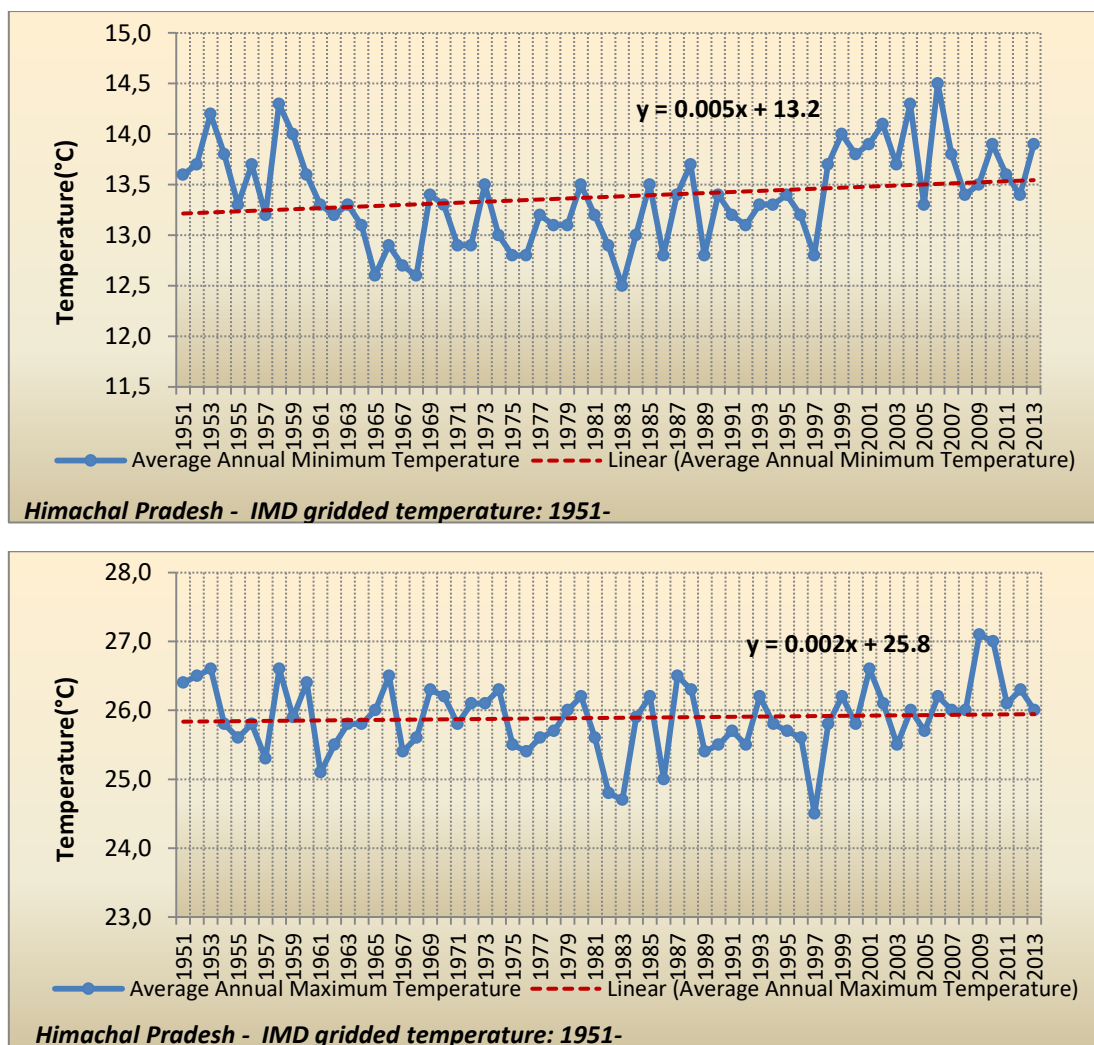 15,0
14,5
14,0
13,5
13,0
12,5
12,0
11,5
Temperature(°C)
y = 0.005x + 13.2
1951 1953 1955 1957 1959 1961 1963 1965 1967 1969 1971 1973 1975 1977 1979 1981 1983 1985 1987 1989 1991 1993 1995 1997 1999 2001 2003 2005 2007 2009 2011 2013
Average Annual Minimum Temperature Linear (Average Annual Minimum Temperature)
Himachal Pradesh - IMD gridded temperature: 1951-
28,0
27,0
26,0
25,0
24,0
23,0
Temperature(°C)
y = 0.002x + 25.8
1951 1953 1955 1957 1959 1961 1963 1965 1967 1969 1971 1973 1975 1977 1979 1981 1983 1985 1987 1989 1991 1993 1995 1997 1999 2001 2003 2005 2007 2009 2011 2013
Average Annual Maximum Temperature Linear (Average Annual Maximum Temperature)
Himachal Pradesh - IMD gridded temperature: 1951-